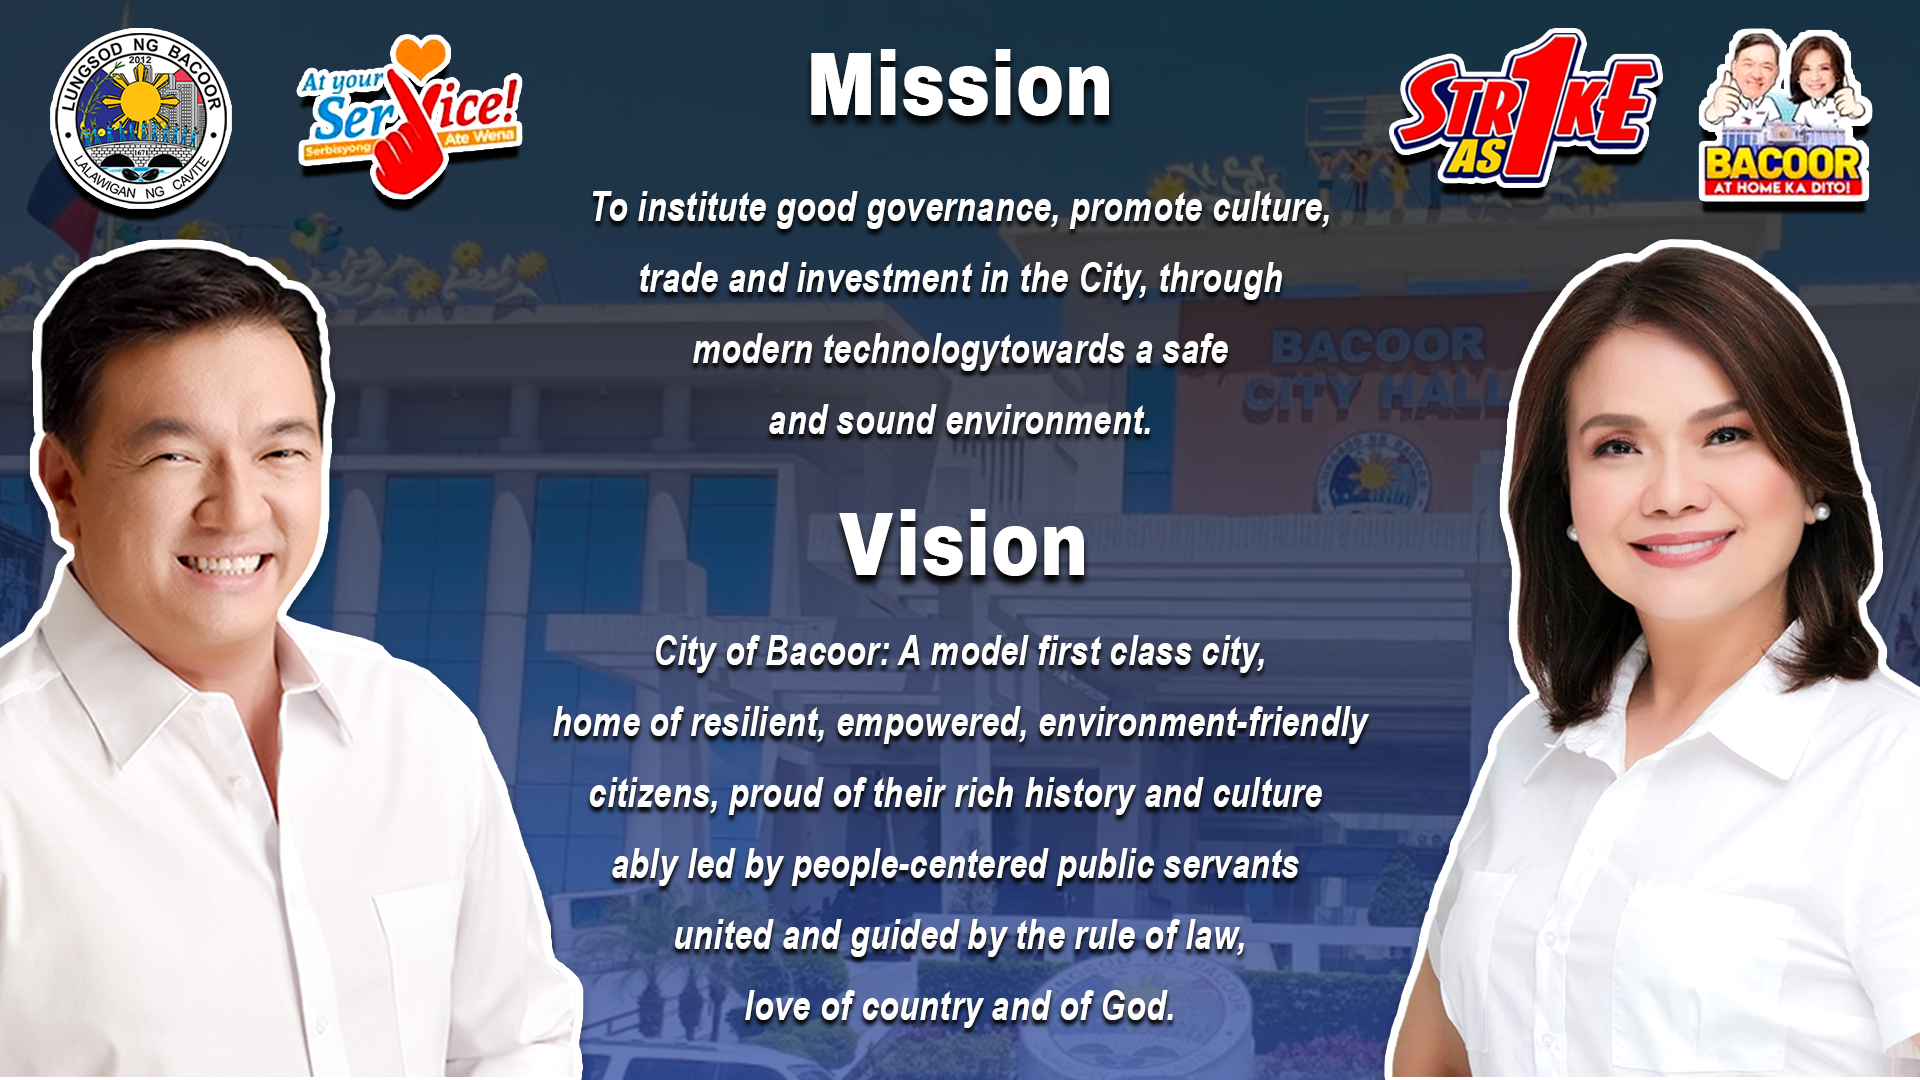 LUNGSOD NG BACOOR
2012
1671
LALAWIGAN NG CAVITE
At your
SerVice!
Serbisyong Ate Wena
Mission
STR1KE
AS
BACOOR
AT HOME KA DITO!
To institute good governance, promote culture,
trade and investment in the City, through
modern technologytowards a safe
and sound environment.
BACOOR
CITY HALL
LUNGSOD NG BACOOR
Vision
City of Bacoor: A model first class city,
home of resilient, empowered, environment-friendly
citizens, proud of their rich history and culture
ably led by people-centered public servants
united and guided by the rule of law,
love of country and of God.